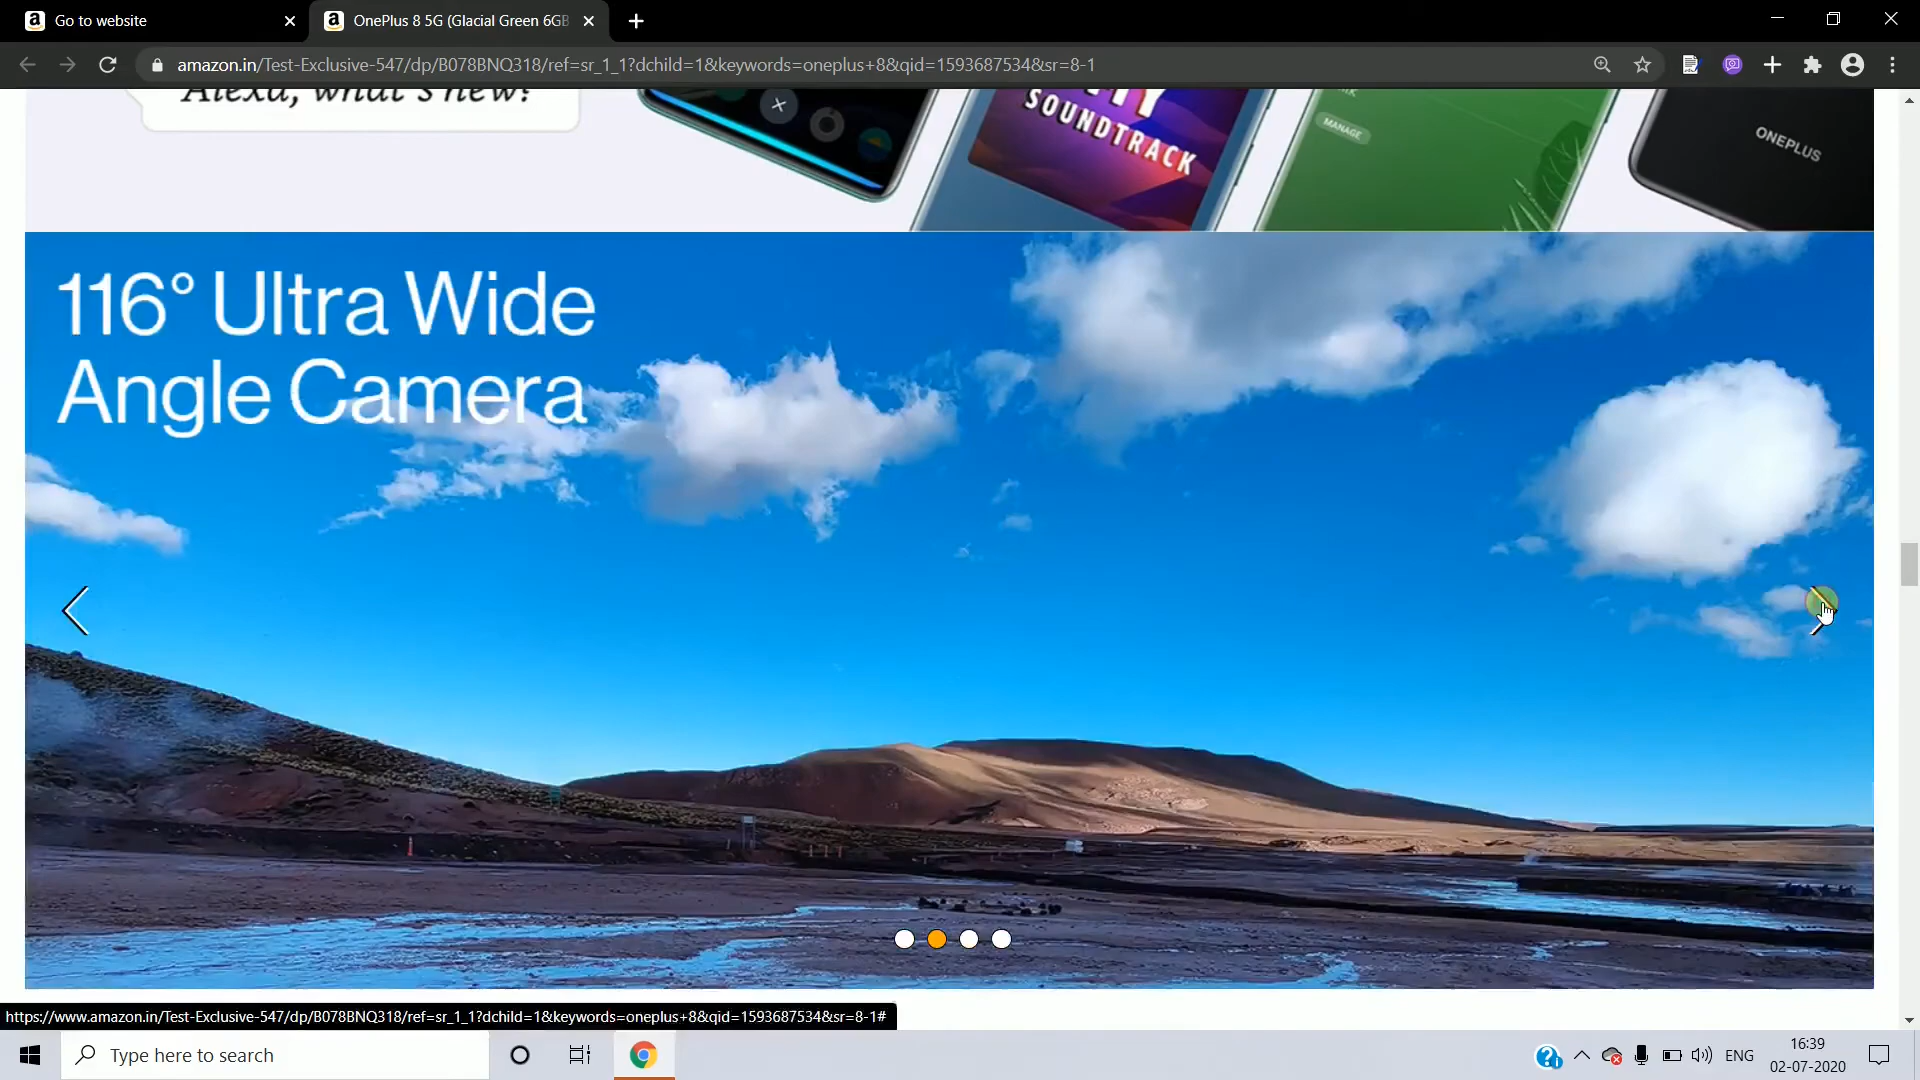 Go to website
OnePlus 8 5G (Glacial Green 6GB
amazon.in/Test-Exclusive-547/dp/B078BNQ318/ref=sr_1_1?dchild=1&keywords=oneplus+8&qid=1593687534&sr=8-1
Alexa, what's new?
SOUNDTRACK
MANAGE
ONEPLUS
116° Ultra Wide
Angle Camera
https://www.amazon.in/Test-Exclusive-547/dp/B078BNQ318/ref=sr_1_1?dchild=1&keywords=oneplus+8&qid=1593687534&sr=8-1#
Type here to search
ENG
16:39
02-07-2020